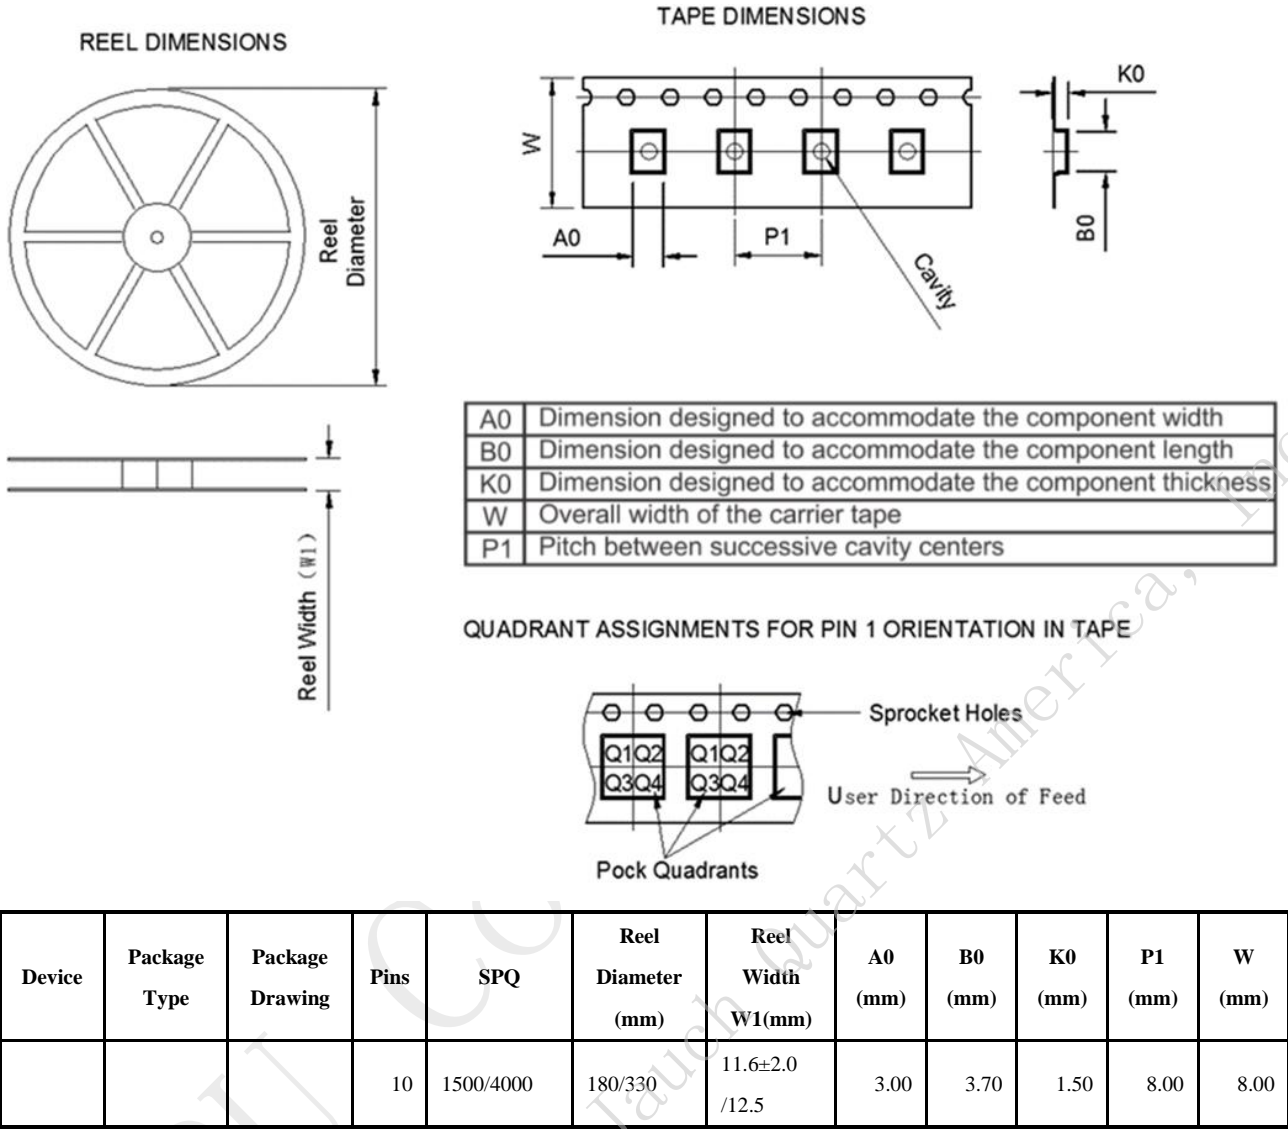 TAPE DIMENSIONS
REEL DIMENSIONS
Reel
Diameter
W
A0
P1
Cavity
K0
B0
A0 Dimension designed to accommodate the component width
B0 Dimension designed to accommodate the component length
K0 Dimension designed to accommodate the component thickness
W Overall width of the carrier tape
P1 Pitch between successive cavity centers
Reel Width (W1)
QUADRANT ASSIGNMENTS FOR PIN 1 ORIENTATION IN TAPE
Sprocket Holes
Q1 Q2 Q1 Q2
Q3 Q4 Q3 Q4
User Direction of Feed
Pock Quadrants
Device Package Type Package Drawing Pins SPQ Reel Diameter (mm) Reel Width W1(mm) A0 (mm) B0 (mm) K0 (mm) P1 (mm) W (mm)
10 1500/4000 180/330 11.6±2.0 /12.5 3.00 3.70 1.50 8.00 8.00
Jauch Quartz America, Inc